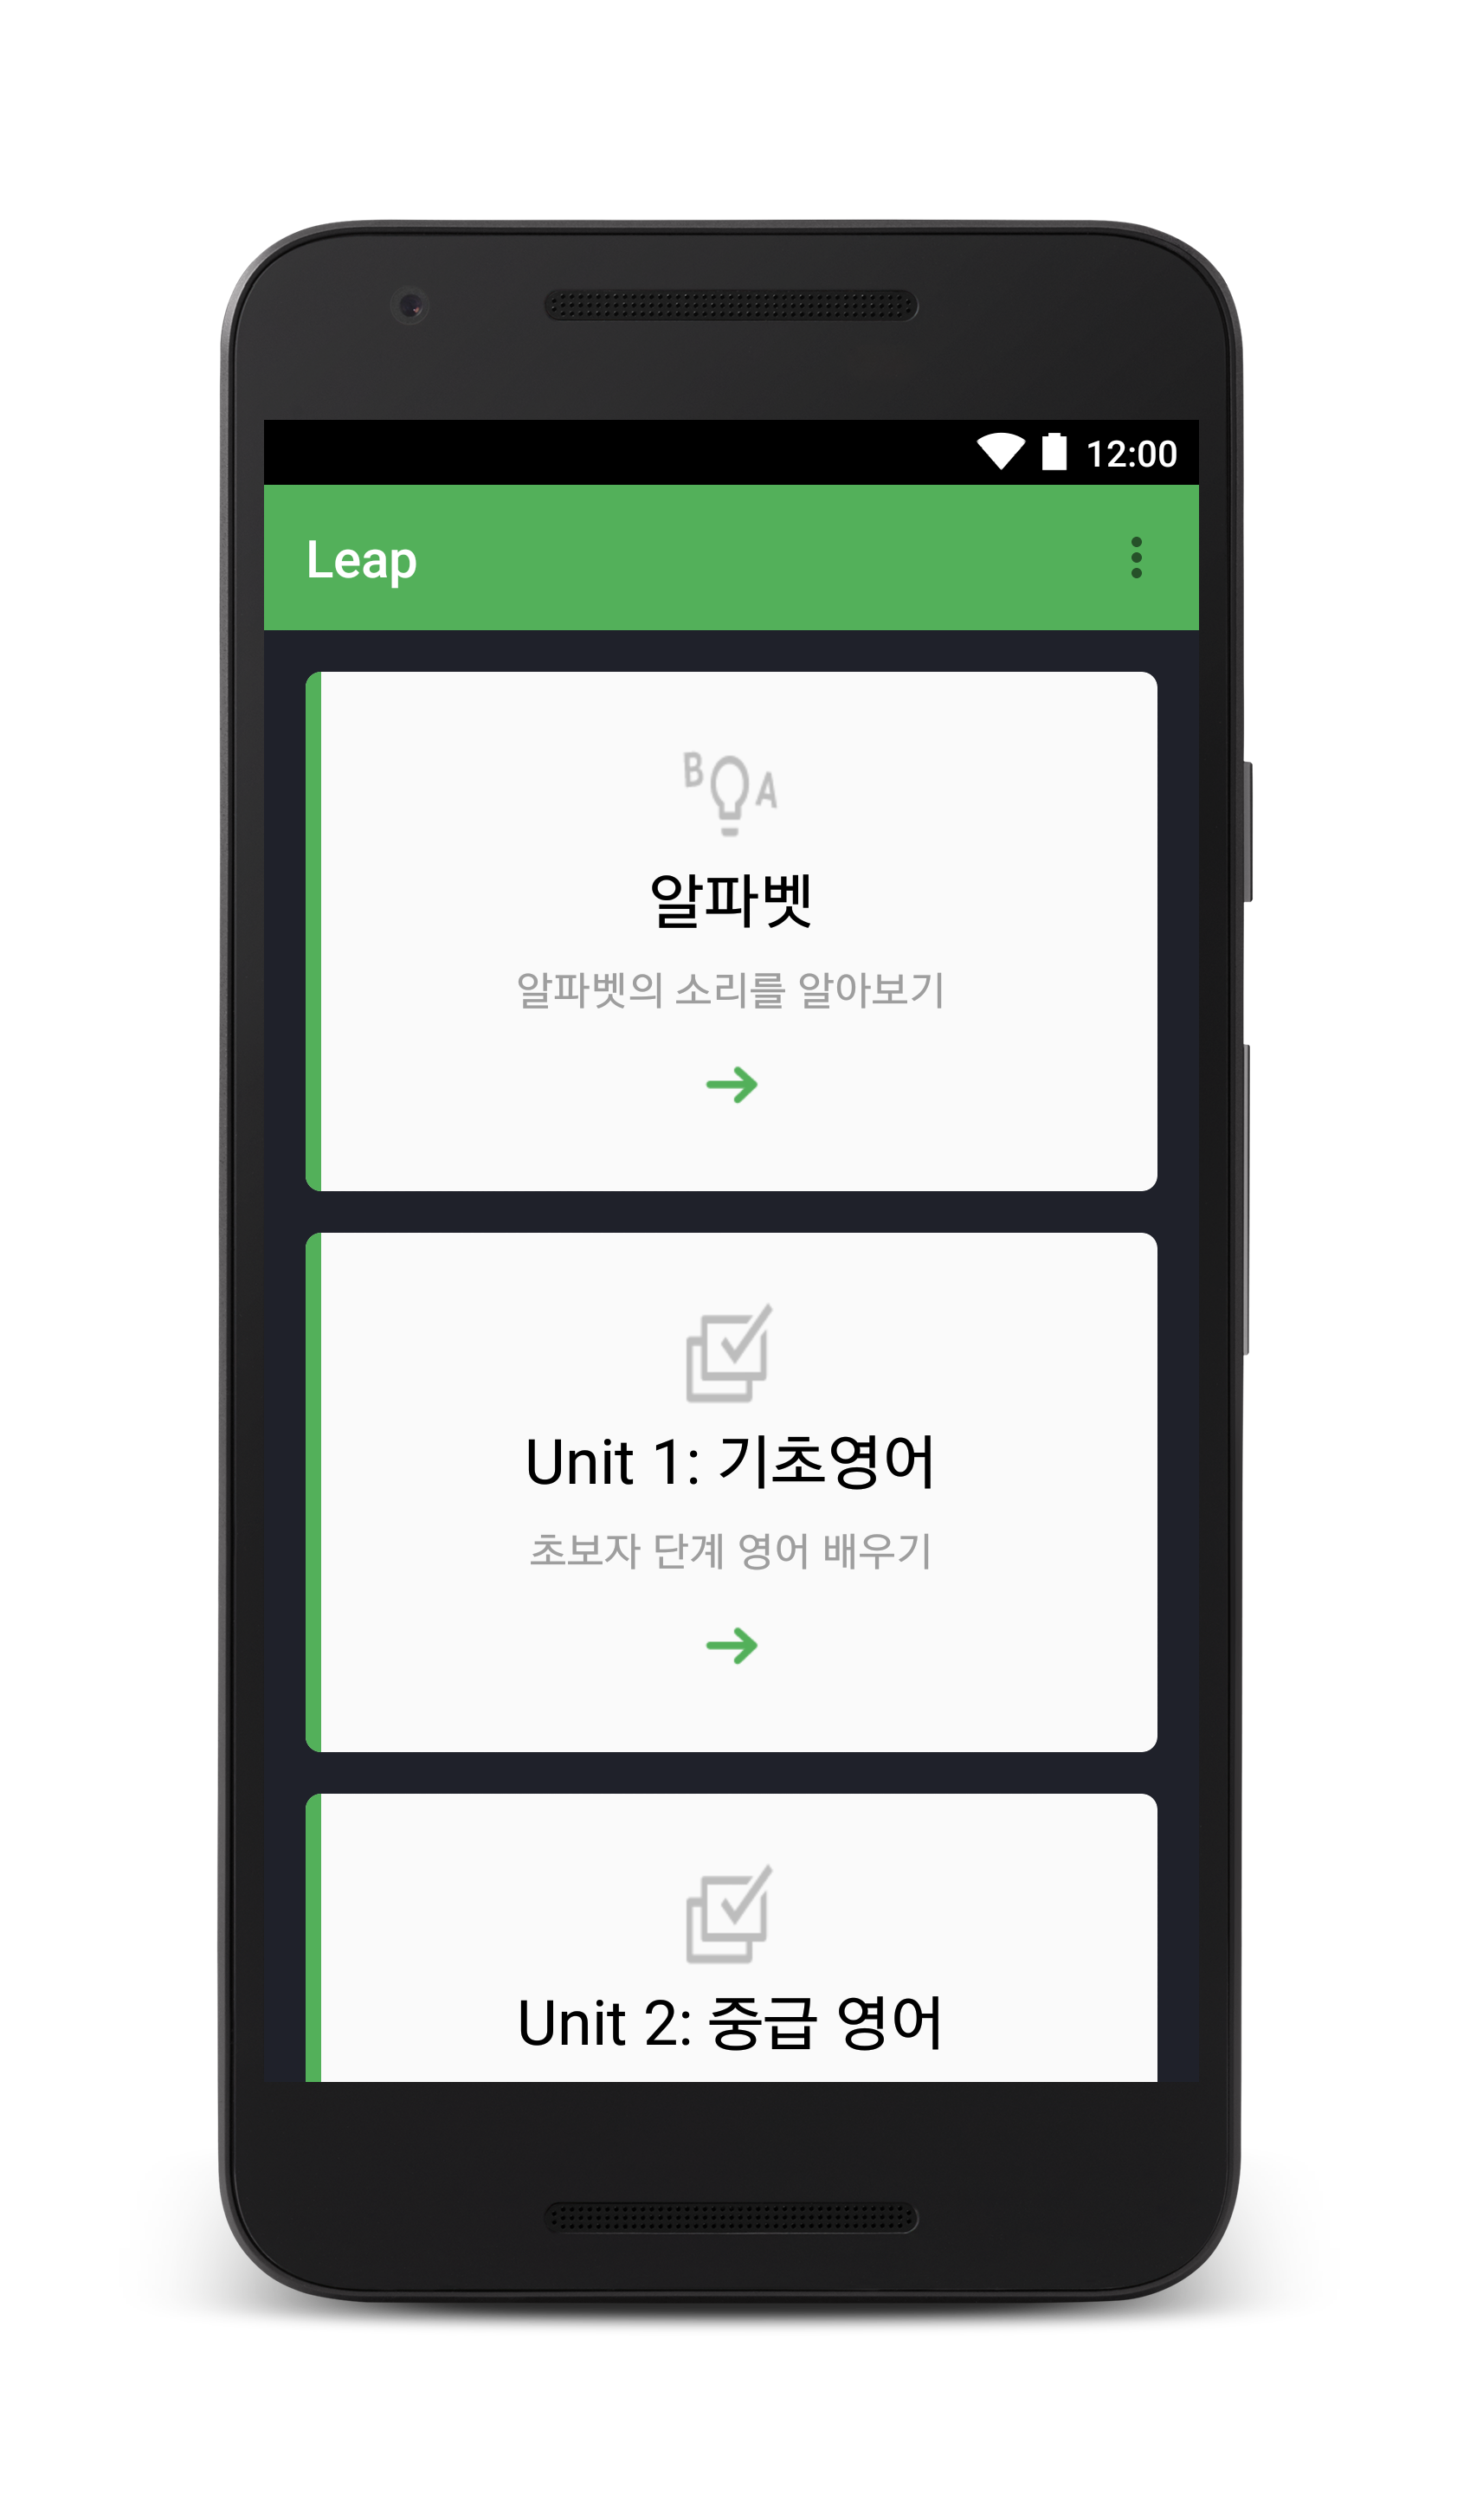 12:00
Leap
B A
알파벳
알파벳의 소리를 알아보기
Unit 1: 기초영어
초보자 단계 영어 배우기
Unit 2: 중급 영어